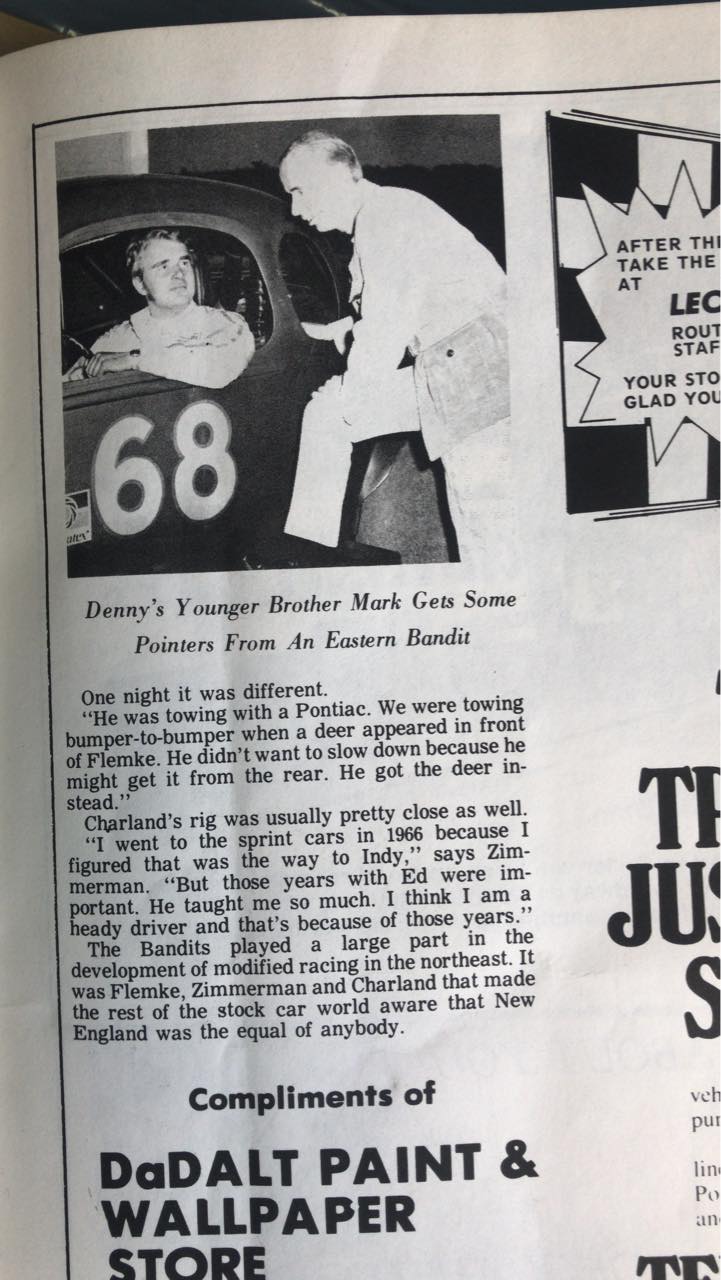 68
Denny's Younger Brother Mark Gets Some
Pointers From An Eastern Bandit
One night it was different.
"He was towing with a Pontiac. We were towing
bumper-to-bumper when a deer appeared in front
of Flemke. He didn't want to slow down because he
might get it from the rear. He got the deer in-
stead."
Charland's rig was usually pretty close as well.
"I went to the sprint cars in 1966 because I
figured that was the way to Indy," says Zim-
merman. "But those years with Ed were im-
portant. He taught me so much. I think I am a
heady driver and that's because of those years."
The Bandits played a large part in the
development of modified racing in the northeast. It
was Flemke, Zimmerman and Charland that made
the rest of the stock car world aware that New
England was the equal of anybody.
Compliments of
DaDALT PAINT &
WALLPAPER
STORE
AFTER TH
TAKE THE
AT
LEO
ROUT
STAF
YOUR STO
GLAD YOU
JUS
S
veh
pur
lin
Po
an
TE